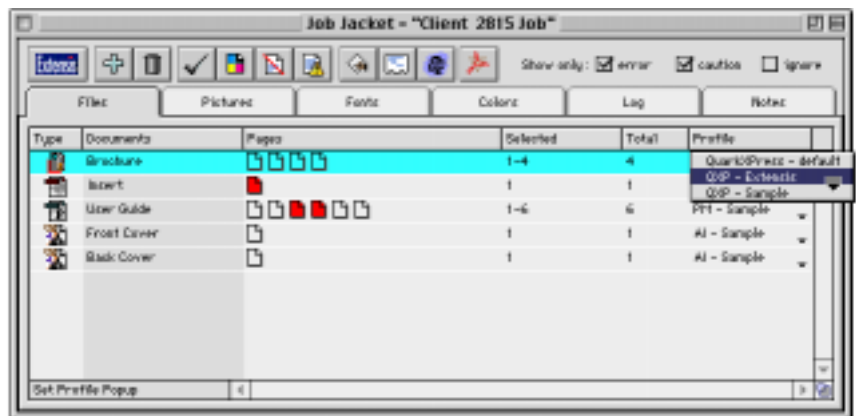 Job Jacket - "Client 2815 Job"
Extensis
Show only: error caution ignore
Files Pictures Fonts Colors Log Notes
Type Documents Pages Selected Total Profile
Brochure 1-4 4 QuarkXPress - default
QXP - Extensis
Insert 1 1 QXP - Sample
User Guide 1-6 6 PM - Sample
Front Cover 1 1 AI - Sample
Back Cover 1 1 AI - Sample
Set Profile Popup